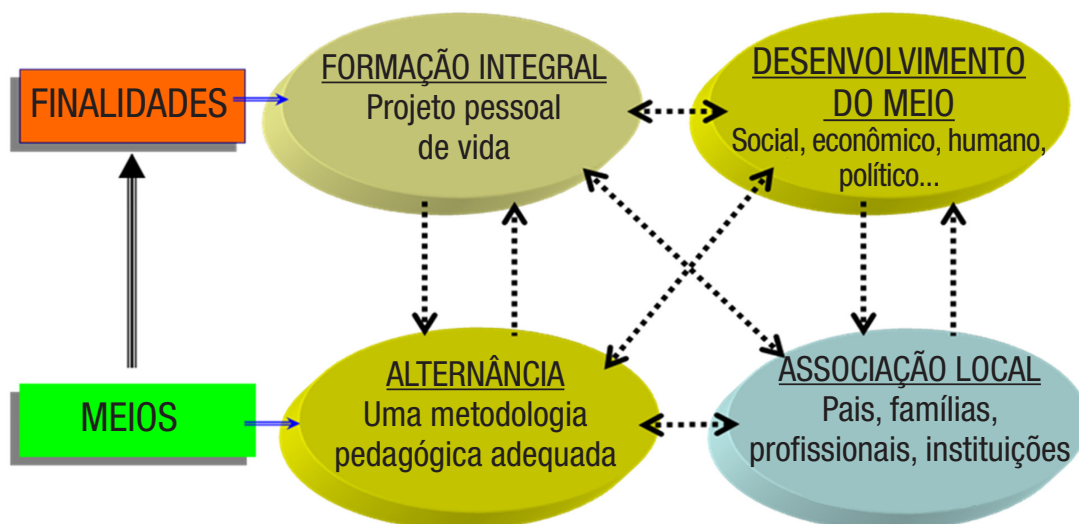 FINALIDADES
FORMAÇÃO INTEGRAL
Projeto pessoal
de vida
DESENVOLVIMENTO
DO MEIO
Social, econômico, humano,
político...
MEIOS
ALTERNÂNCIA
Uma metodologia
pedagógica adequada
ASSOCIAÇÃO LOCAL
Pais, famílias,
profissionais, instituições